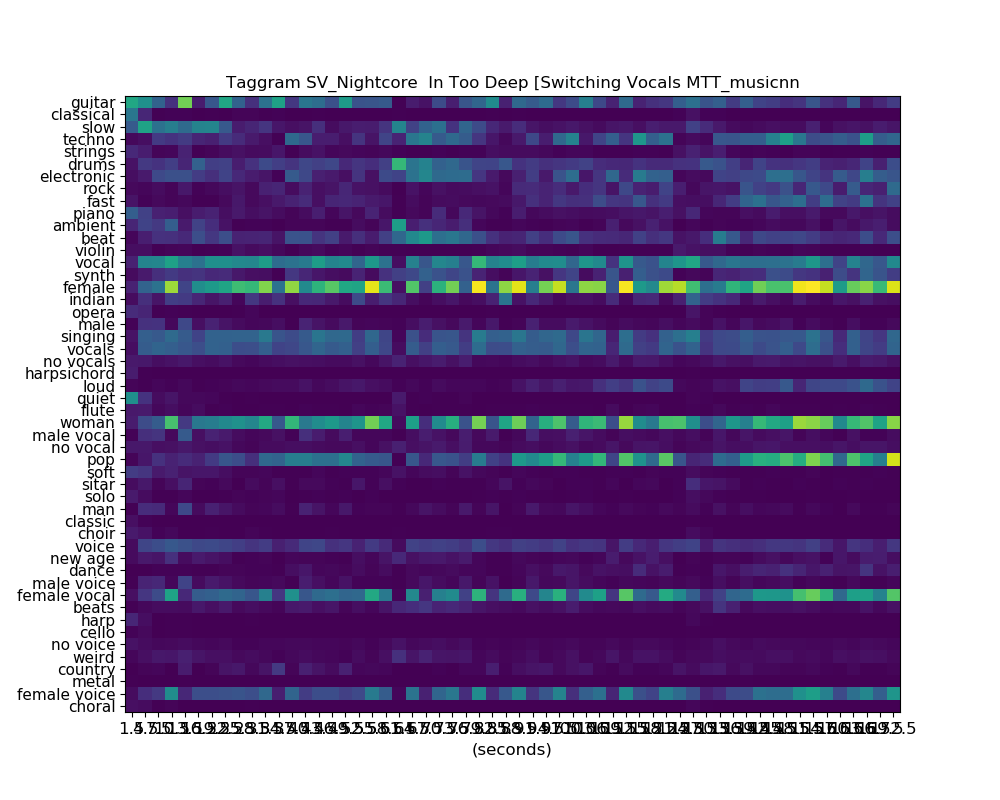 Taggram SV_Nightcore  In Too Deep [Switching Vocals MTT_musicnn
guitar
classical
slow
techno
strings
drums
electronic
rock
fast
piano
ambient
beat
violin
vocal
synth
female
indian
opera
male
singing
vocals
no vocals
harpsichord
loud
quiet
flute
woman
male vocal
no vocal
pop
soft
sitar
solo
man
classic
choir
voice
new age
dance
male voice
female vocal
beats
harp
cello
no voice
weird
country
metal
female voice
choral
(seconds)